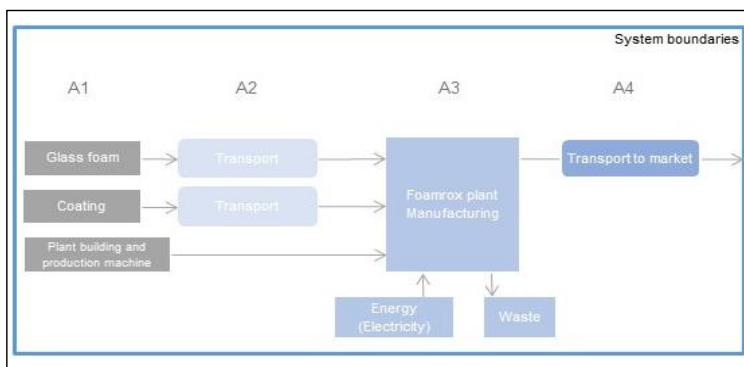 System boundaries
A1 A2 A3 A4
Glass foam Transport Transport to market
Foamrox plant
Manufacturing
Coating Transport
Plant building and
production machine
Energy
(Electricity)
Waste